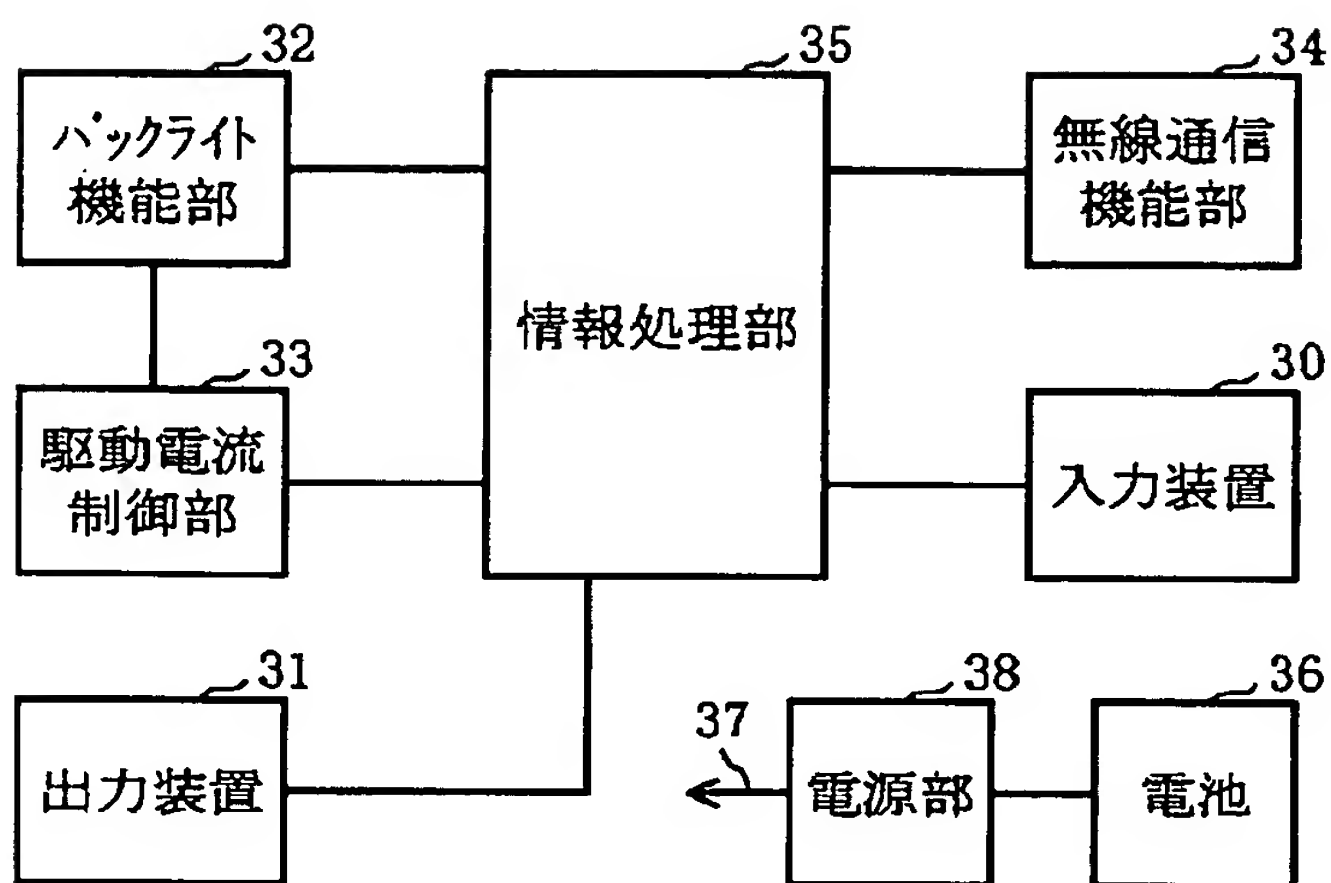 32
バックライト
機能部
35
情報処理部
34
無線通信
機能部
33
駆動電流
制御部
30
入力装置
31
出力装置
37
38
電源部
36
電池